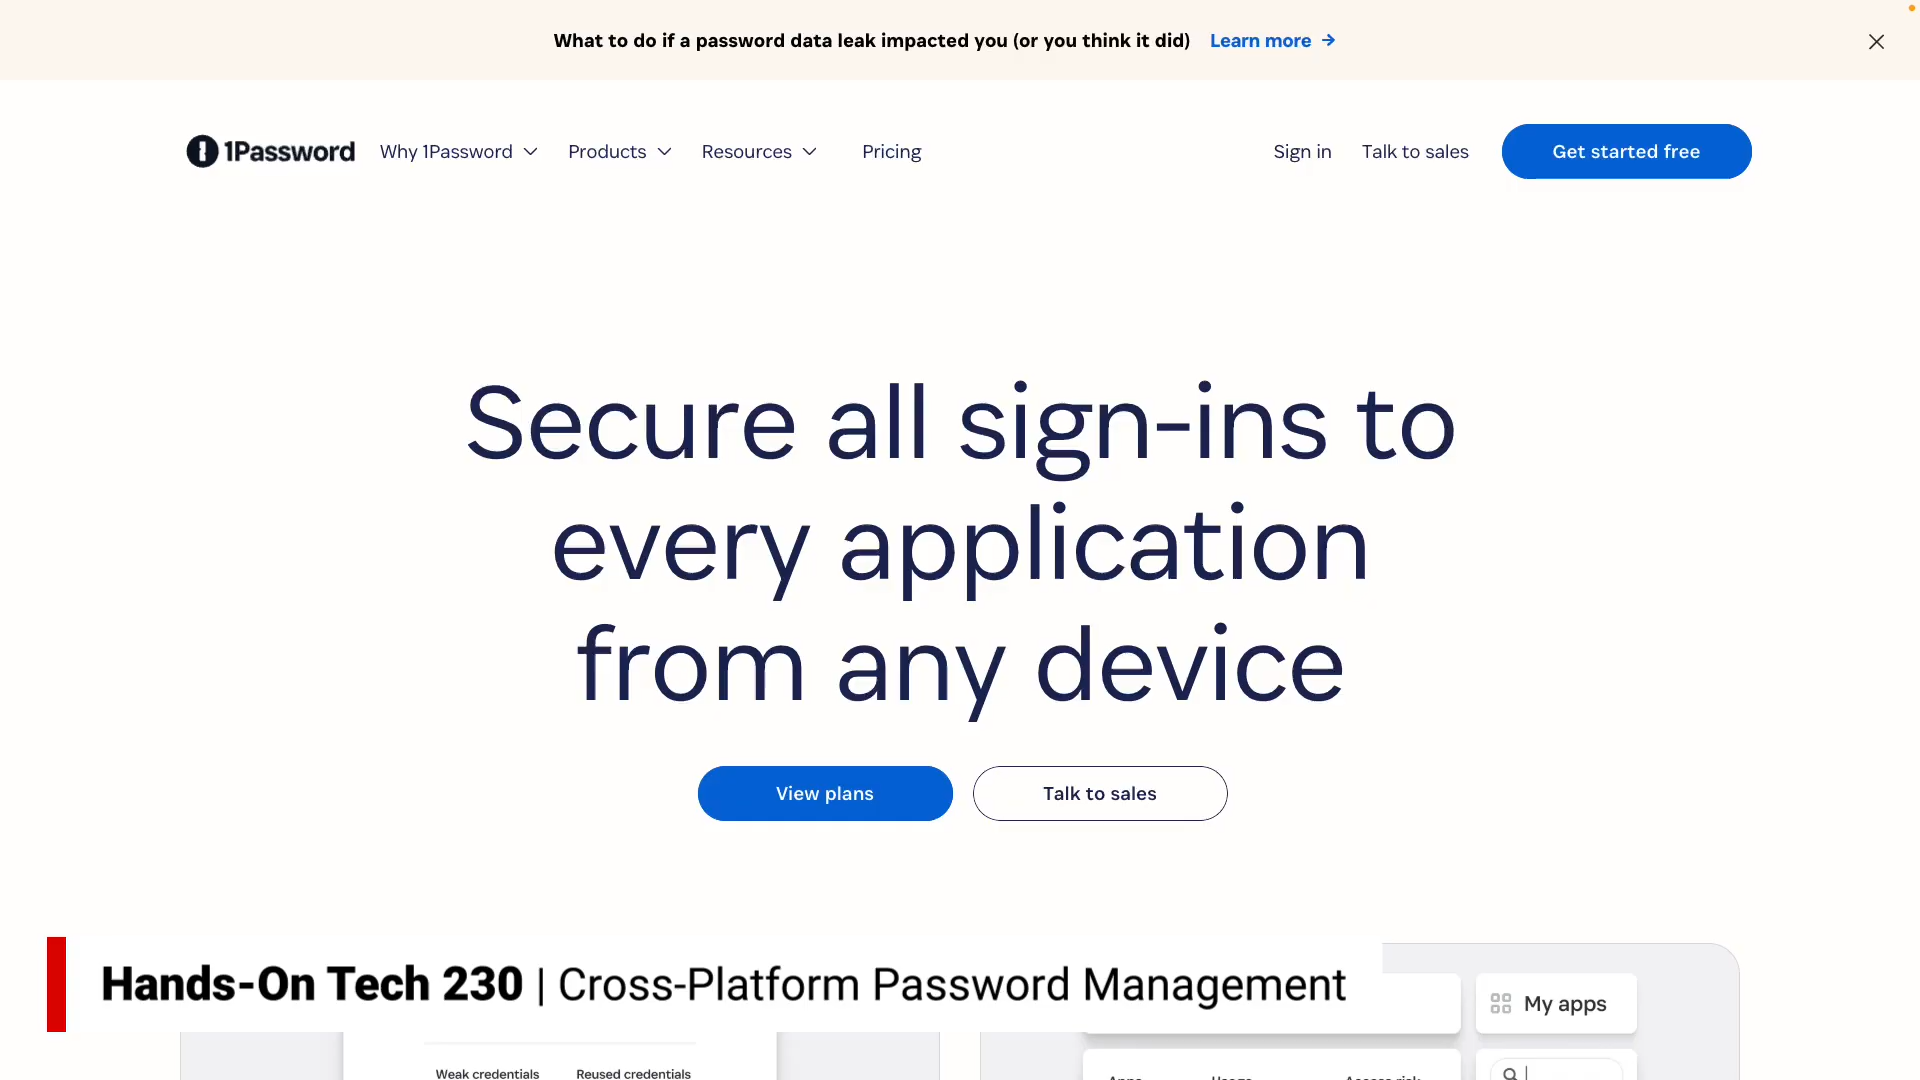 What to do if a password data leak impacted you (or you think it did) Learn more →
1Password Why 1Password Products Resources Pricing Sign in Talk to sales Get started free
Secure all sign-ins to
every application
from any device
View plans Talk to sales
Hands-On Tech 230 | Cross-Platform Password Management
My apps
Weak credentials Reused credentials